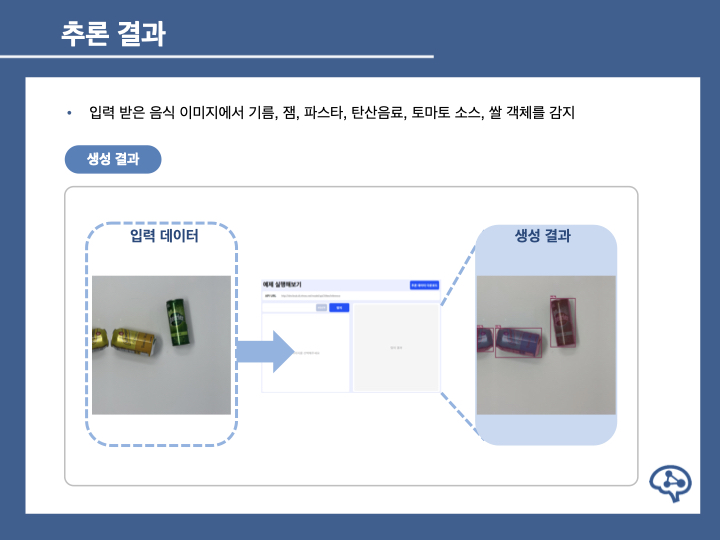 추론 결과
• 입력 받은 음식 이미지에서 기름, 잼, 파스타, 탄산음료, 토마토 소스, 쌀 객체를 감지
생성 결과
입력 데이터
생성 결과
예제 실행해보기